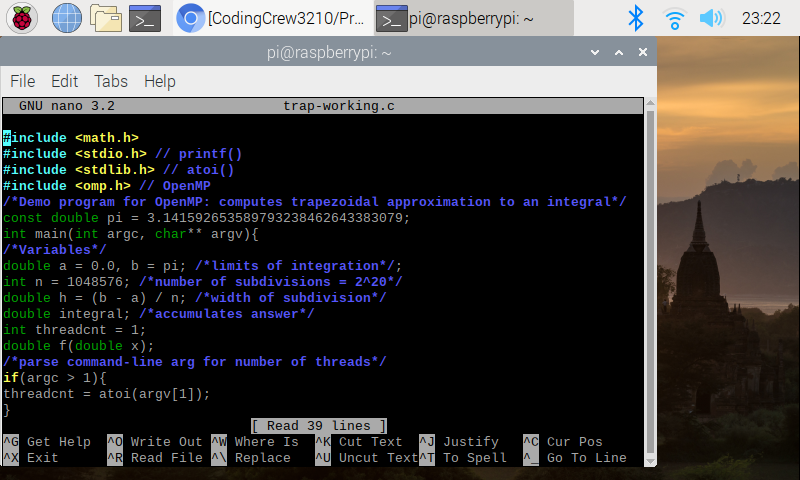 [CodingCrew3210/Pr... pi@raspberrypi: ~ 23:22
pi@raspberrypi: ~
File Edit Tabs Help
GNU nano 3.2 trap-working.c
#include <math.h>
#include <stdio.h> // printf()
#include <stdlib.h> // atoi()
#include <omp.h> // OpenMP
/*Demo program for OpenMP: computes trapezoidal approximation to an integral*/
const double pi = 3.141592653589793238462643383079;
int main(int argc, char** argv){
/*Variables*/
double a = 0.0, b = pi; /*limits of integration*/;
int n = 1048576; /*number of subdivisions = 2^20*/
double h = (b - a) / n; /*width of subdivision*/
double integral; /*accumulates answer*/
int threadcnt = 1;
double f(double x);
/*parse command-line arg for number of threads*/
if(argc > 1){
threadcnt = atoi(argv[1]);
}
[ Read 39 lines ]
^G Get Help ^O Write Out ^W Where Is ^K Cut Text ^J Justify ^C Cur Pos
^X Exit ^R Read File ^\ Replace ^U Uncut Text ^T To Spell ^_ Go To Line